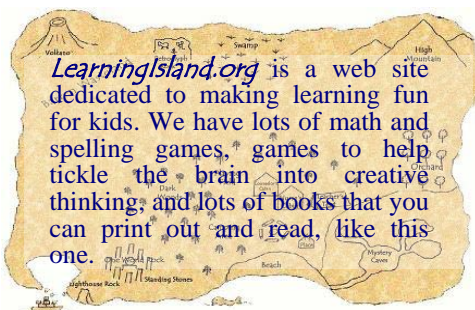 Volcano
Petroglyph
Swamp
High
Mountain
LearningIsland.org is a web site
dedicated to making learning fun
for kids. We have lots of math and
spelling games, games to help
tickle the brain into creative
thinking; and lots of books that you
can print out and read, like this
one.
Orchard
Dark
Mystery
Caves
Beach
One World Rock
Standing Stones
Lighthouse Rock